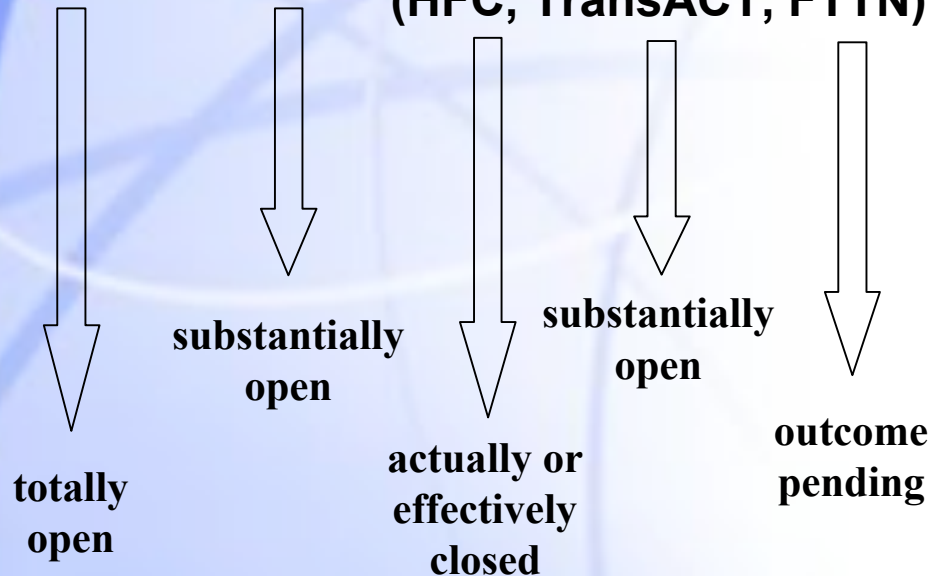 (HFC, TransACT, FTTN)
substantially
open
substantially
open
totally
open
actually or
effectively
closed
outcome
pending